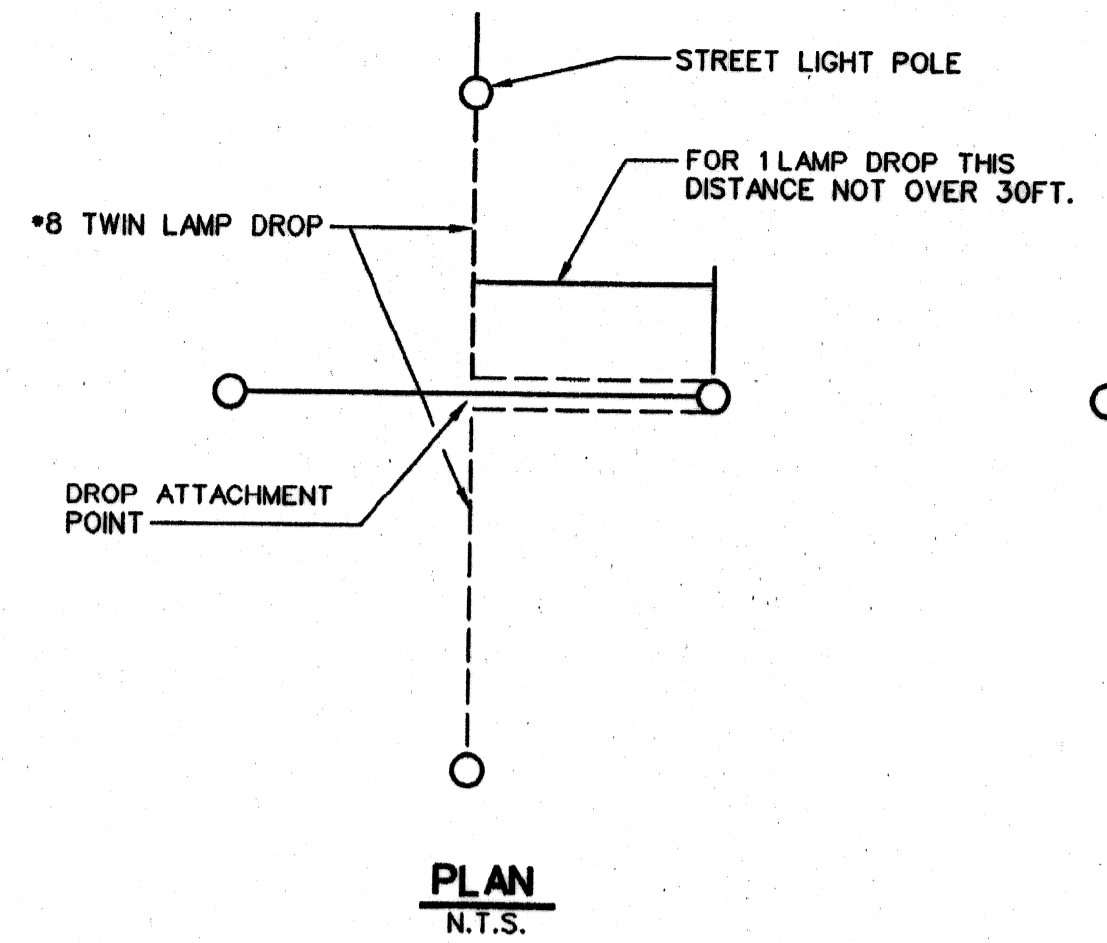 STREET LIGHT POLE
FOR 1 LAMP DROP THIS
DISTANCE NOT OVER 30FT.
#8 TWIN LAMP DROP
DROP ATTACHMENT
POINT
PLAN
N.T.S.